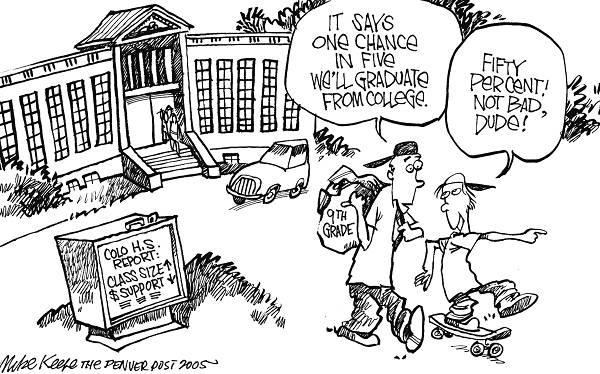 IT SAYS
ONE CHANCE
IN FIVE
WE'LL GRADUATE
FROM COLLEGE.
FIFTY
PERCENT!
NOT BAD,
DUDE!
9TH
GRADE
COLO H.S.
REPORT:
CLASS SIZE ↑
$ SUPPORT ↓
Mike Keefe THE DENVER POST 2005